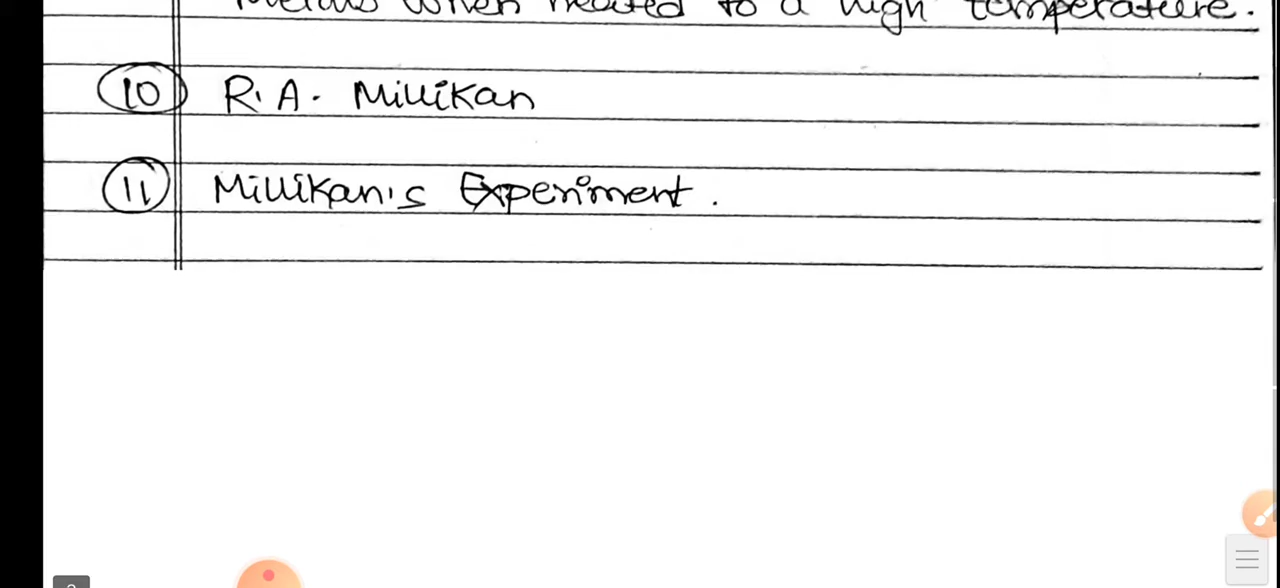 Metals when heated to a high temperature.
10 R. A. Millikan
11 Millikan's Experiment.